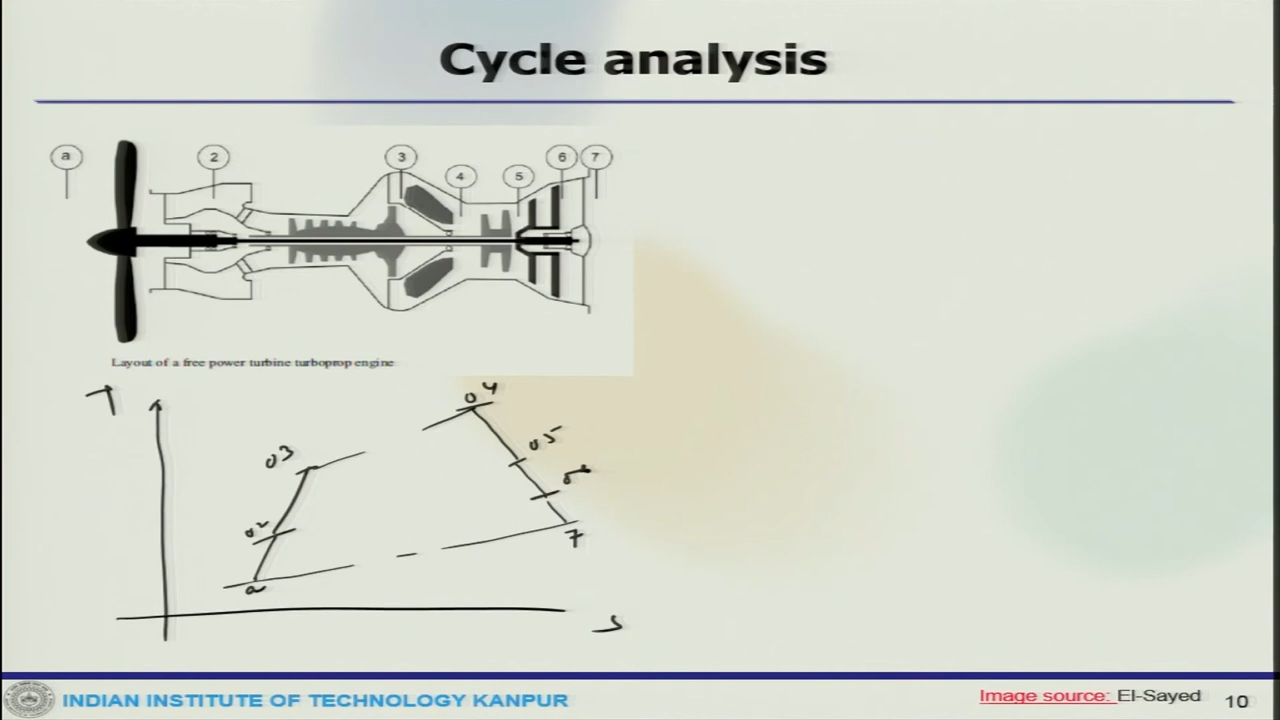 Cycle analysis
a 2 3 4 5 6 7
Layout of a free power turbine turboprop engine
T
04
05
03
02
7
a
s
INDIAN INSTITUTE OF TECHNOLOGY KANPUR
Image source: El-Sayed
10